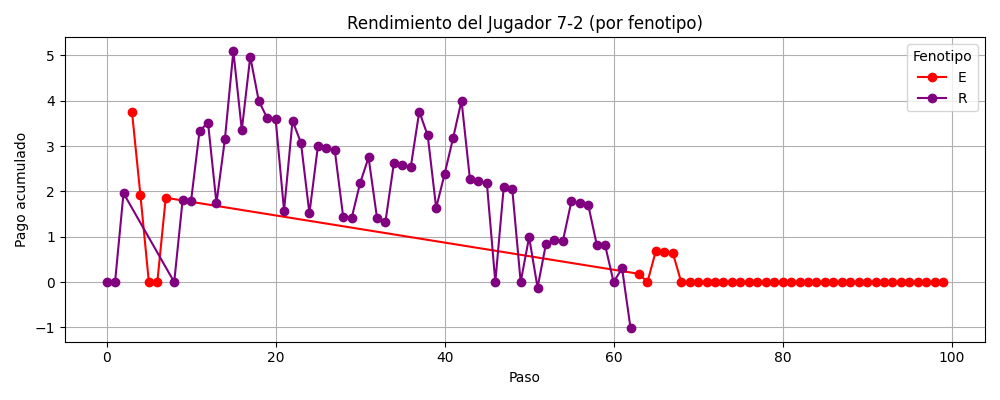 Rendimiento del Jugador 7-2 (por fenotipo)
Pago acumulado
5
4
3
2
1
0
−1
Fenotipo
E
R
0 20 40 60 80 100
Paso